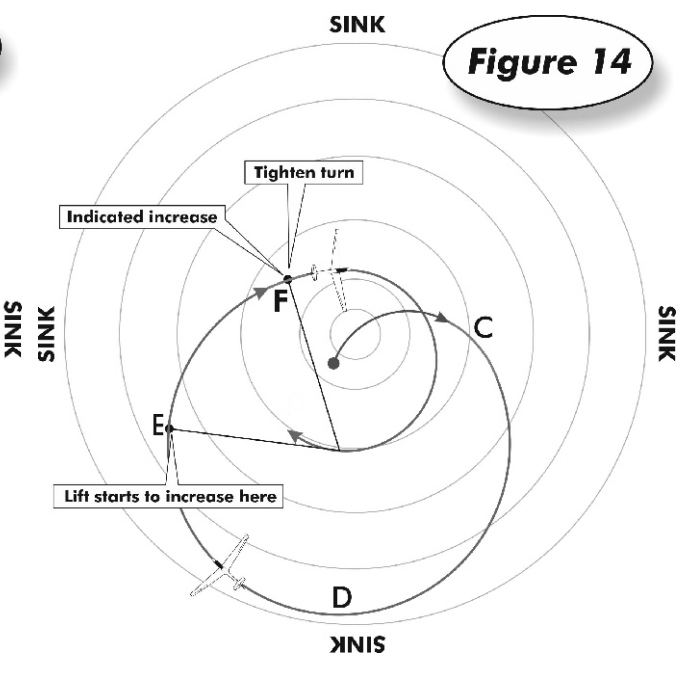 SINK
Figure 14
Tighten turn
Indicated increase
F
C
SINK
SINK
SINK
E
Lift starts to increase here
D
SINK